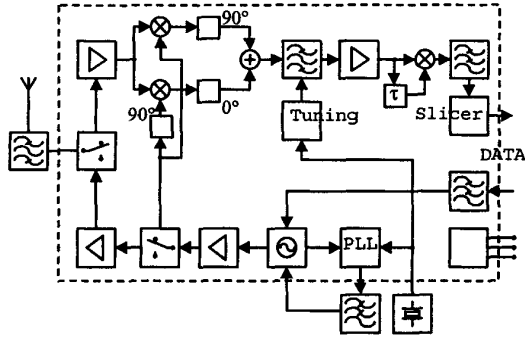 90°
0°
90°
τ
Tuning
Slicer
DATA
PLL